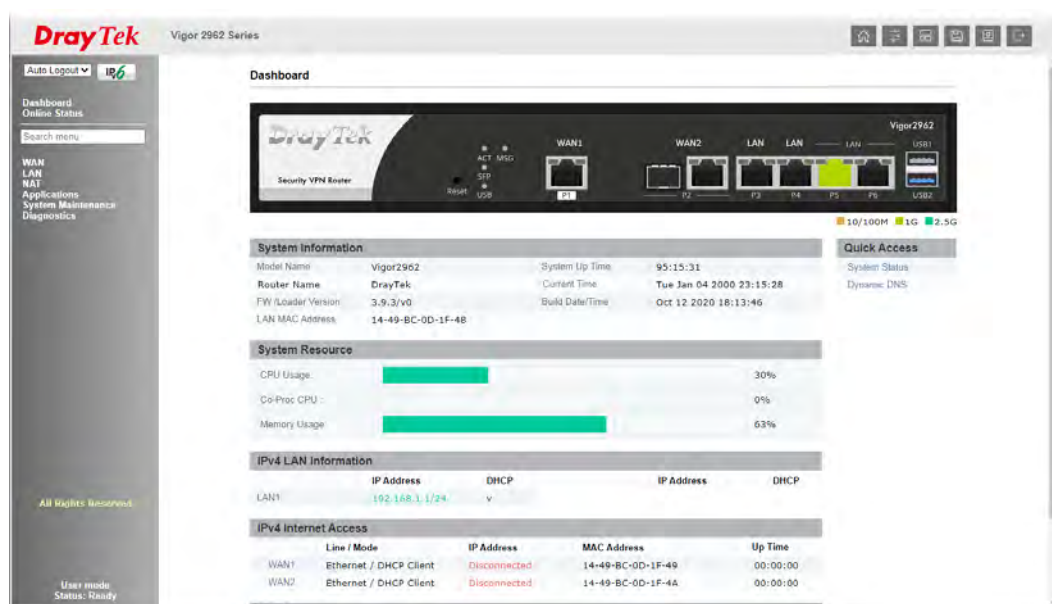 DrayTek
Vigor 2962 Series
Auto Logout
IPv6
Dashboard
Online Status
Search menu
WAN
LAN
NAT
Applications
System Maintenance
Diagnostics
All Rights Reserved.
User mode
Status: Ready
Dashboard
DrayTek
Security VPN Router
ACT MSG
SFP
Reset USB
WAN1
P1
WAN2 LAN LAN LAN
P2 P3 P4 P5 P6
Vigor2962
USB1
USB2
10/100M 1G 2.5G
System Information
Model Name Vigor2962 System Up Time 95:15:31
Router Name DrayTek Current Time Tue Jan 04 2000 23:15:28
FW /Loader Version 3.9.3/v0 Build Date/Time Oct 12 2020 18:13:46
LAN MAC Address 14-49-BC-0D-1F-48
Quick Access
System Status
Dynamic DNS
System Resource
CPU Usage 30%
Co-Proc CPU : 0%
Memory Usage 63%
IPv4 LAN Information
IP Address DHCP IP Address DHCP
LAN1 192.168.1.1/24 v
IPv4 Internet Access
Line / Mode IP Address MAC Address Up Time
WAN1 Ethernet / DHCP Client Disconnected 14-49-BC-0D-1F-49 00:00:00
WAN2 Ethernet / DHCP Client Disconnected 14-49-BC-0D-1F-4A 00:00:00